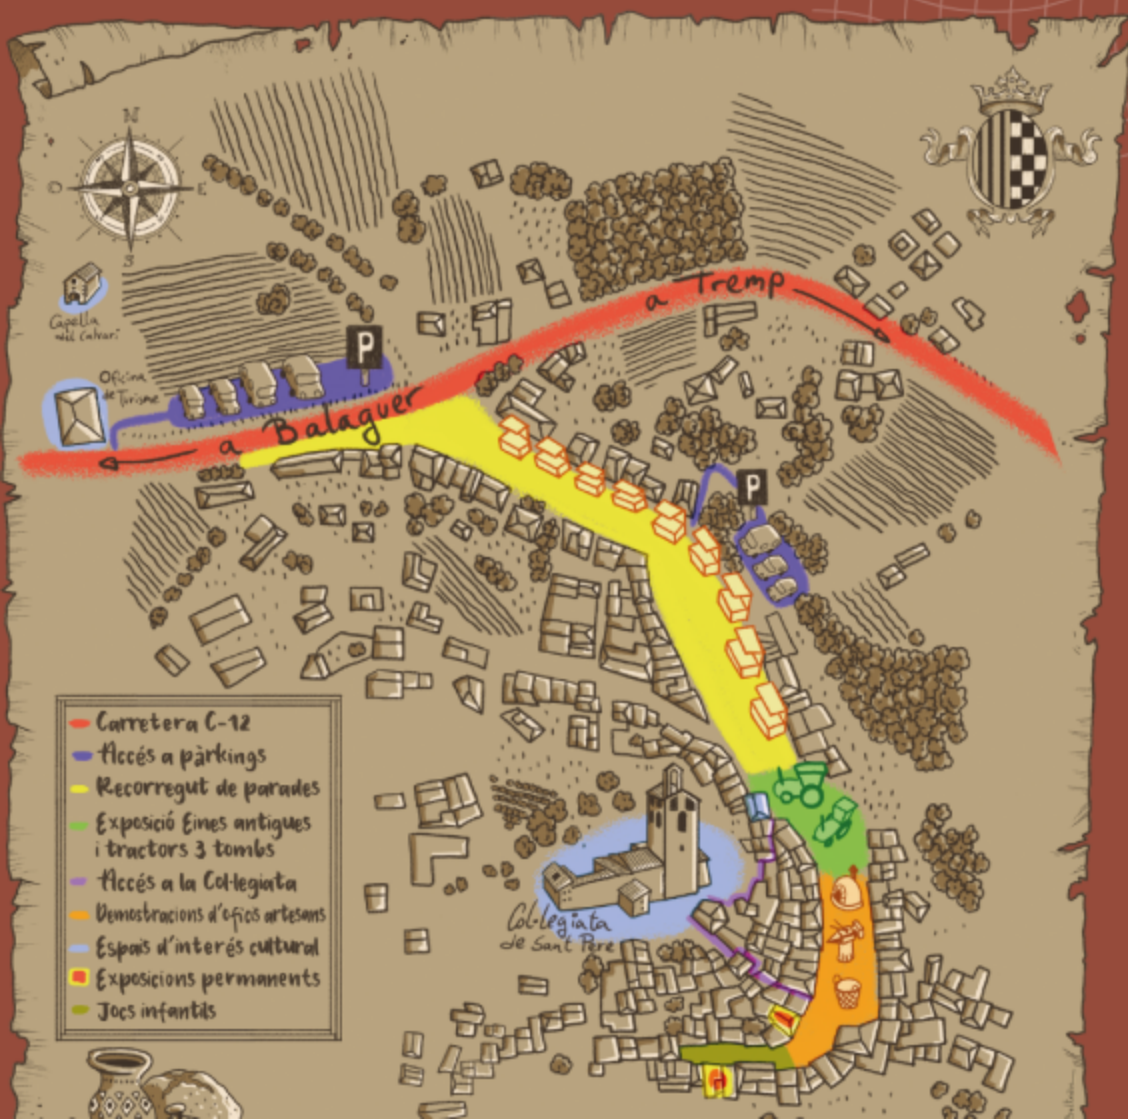 N
O
E
S
Capella
del Calvari
Oficina
de Turisme
P
a Balaguer
a Tremp
P
Col·legiata
de Sant Pere
Carretera C-12
Accés a pàrkings
Recorregut de parades
Exposició Eines antigues
i tractors 3 tombs
Accés a la Col·legiata
Demostracions d'oficis artesans
Espais d'interés cultural
Exposicions permanents
Jocs infantils